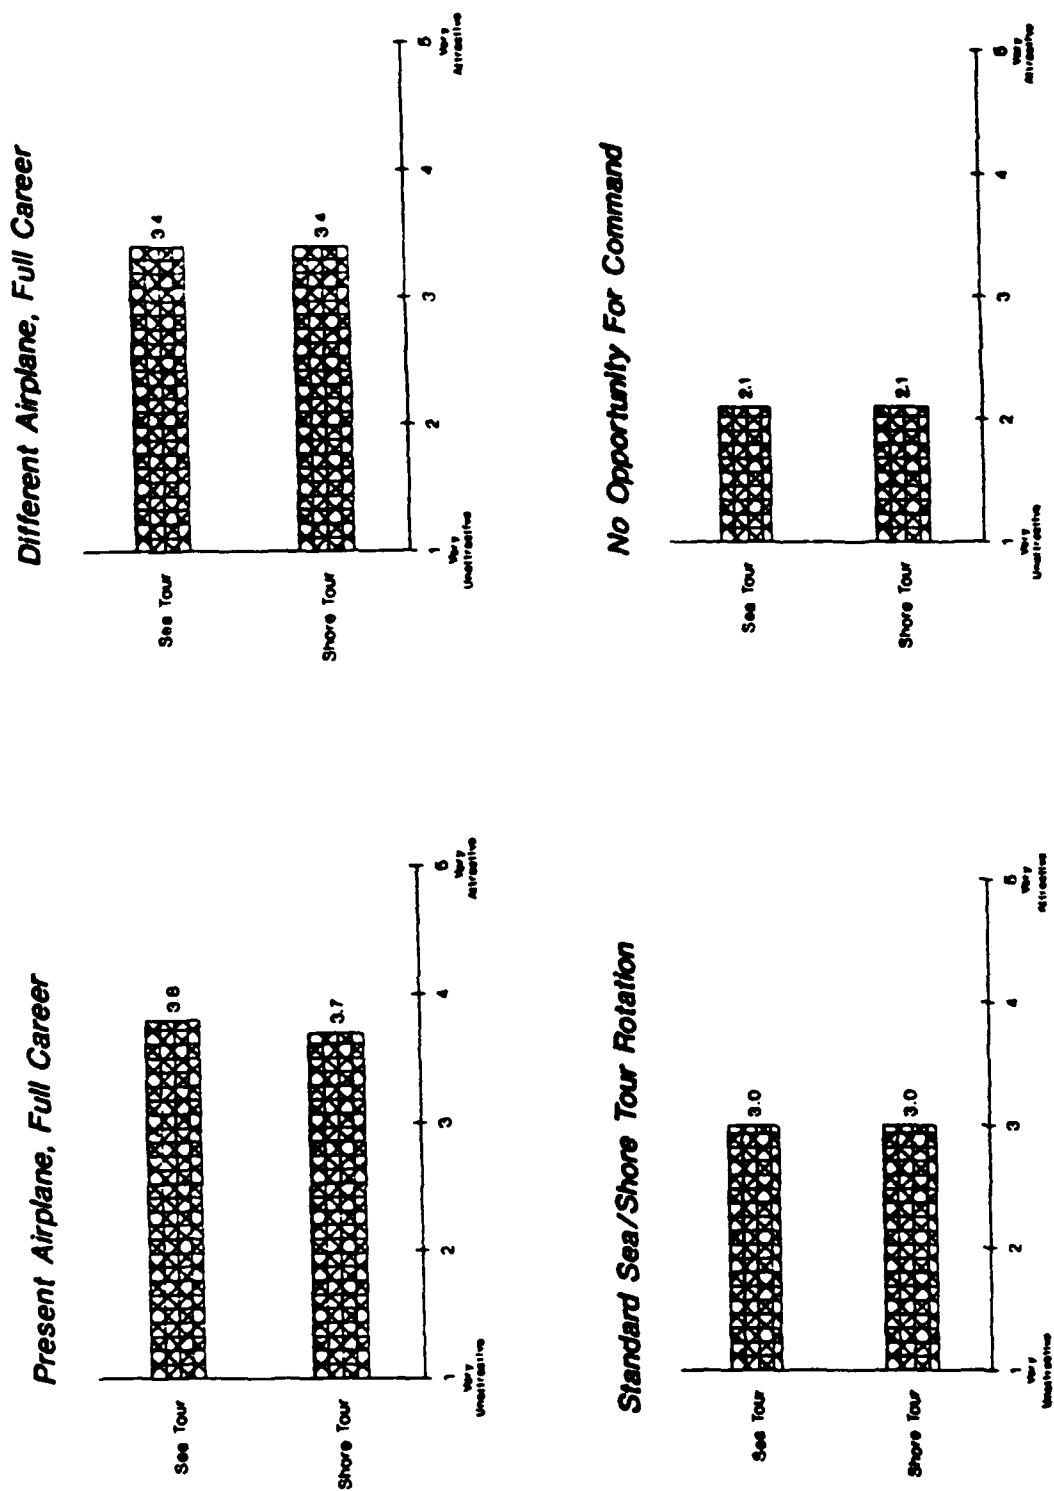 Present Airplane, Full Career
Sea Tour
3.8
Shore Tour
3.7
1 2 3 4 5
Very Unattractive
Very Attractive
Different Airplane, Full Career
Sea Tour
3 4
Shore Tour
3 4
1 2 3 4 5
Very Unattractive
Very Attractive
Standard Sea/Shore Tour Rotation
Sea Tour
3.0
Shore Tour
3.0
1 2 3 4 5
Very Unattractive
Very Attractive
No Opportunity For Command
Sea Tour
2.1
Shore Tour
2.1
1 2 3 4 5
Very Unattractive
Very Attractive